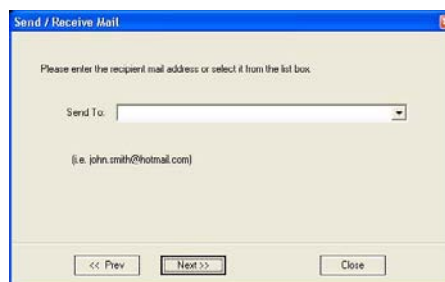 Send / Receive Mail
Please enter the recipient mail address or select it from the list box.
Send To:
(i.e. john.smith@hotmail.com)
<< Prev
Next >>
Close